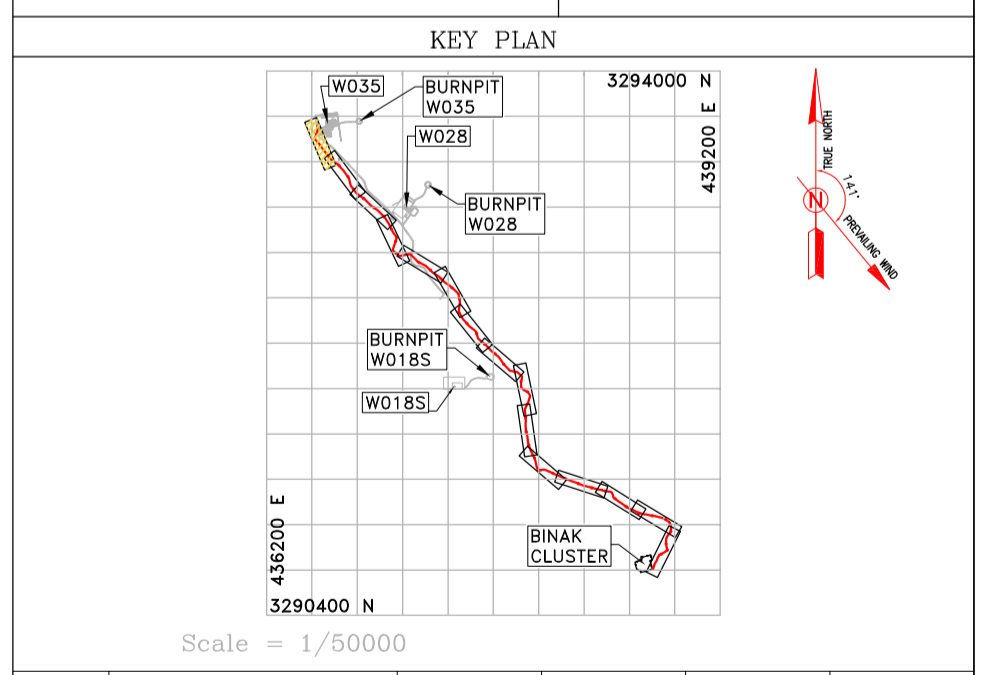 KEY PLAN
3294000 N
439200 E
W035
BURNPIT
W035
W028
BURNPIT
W028
BURNPIT
W018S
W018S
BINAK
CLUSTER
436200 E
3290400 N
TRUE NORTH
N
141°
PREVAILING WIND
Scale = 1/50000